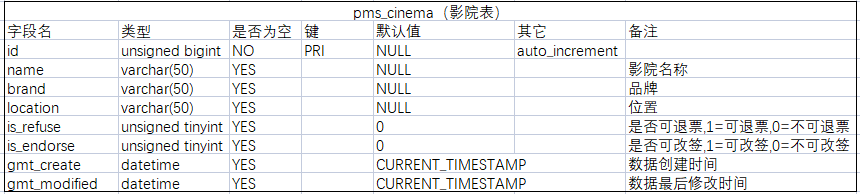 pms_cinema（影院表）
字段名 类型 是否为空 键 默认值 其它 备注
id unsigned bigint NO PRI NULL auto_increment
name varchar(50) YES NULL 影院名称
brand varchar(50) YES NULL 品牌
location varchar(50) YES NULL 位置
is_refuse unsigned tinyint YES 0 是否可退票,1=可退票,0=不可退票
is_endorse unsigned tinyint YES 0 是否可改签,1=可改签,0=不可改签
gmt_create datetime YES CURRENT_TIMESTAMP 数据创建时间
gmt_modified datetime YES CURRENT_TIMESTAMP 数据最后修改时间